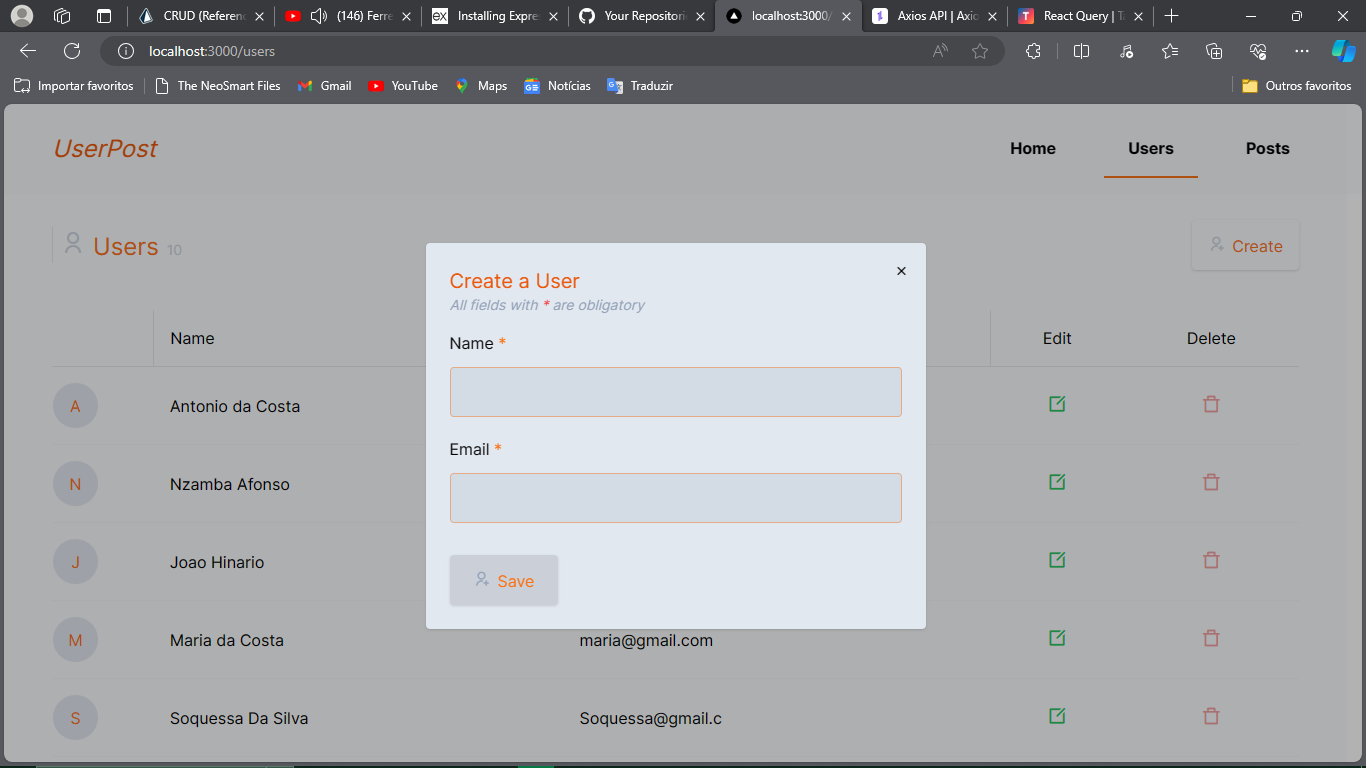 CRUD (Referen
(146) Ferre
Installing Expre
Your Repositori
localhost:3000/
Axios API | Axio
React Query | Ta
localhost:3000/users
Importar favoritos
The NeoSmart Files
Gmail
YouTube
Maps
Notícias
Traduzir
Outros favoritos
UserPost
Home
Users
Posts
Users 10
Create
Create a User
All fields with * are obligatory
Name *
Email *
Save
Name
Edit
Delete
A Antonio da Costa
N Nzamba Afonso
J Joao Hinario
M Maria da Costa maria@gmail.com
S Soquessa Da Silva Soquessa@gmail.c